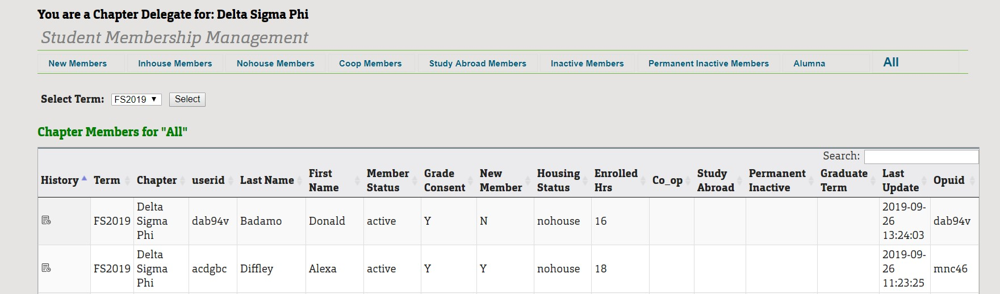 You are a Chapter Delegate for: Delta Sigma Phi
Student Membership Management
New Members Inhouse Members Nohouse Members Coop Members Study Abroad Members Inactive Members Permanent Inactive Members Alumna All
Select Term: FS2019 Select
Chapter Members for "All"
Search:
History Term Chapter userid Last Name First Name Member Status Grade Consent New Member Housing Status Enrolled Hrs Co_op Study Abroad Permanent Inactive Graduate Term Last Update Opuid
FS2019 Delta Sigma Phi dab94v Badamo Donald active Y N nohouse 16 2019-09-26 13:24:03 dab94v
FS2019 Delta Sigma Phi acdgbc Diffley Alexa active Y Y nohouse 18 2019-09-26 11:23:25 mnc46